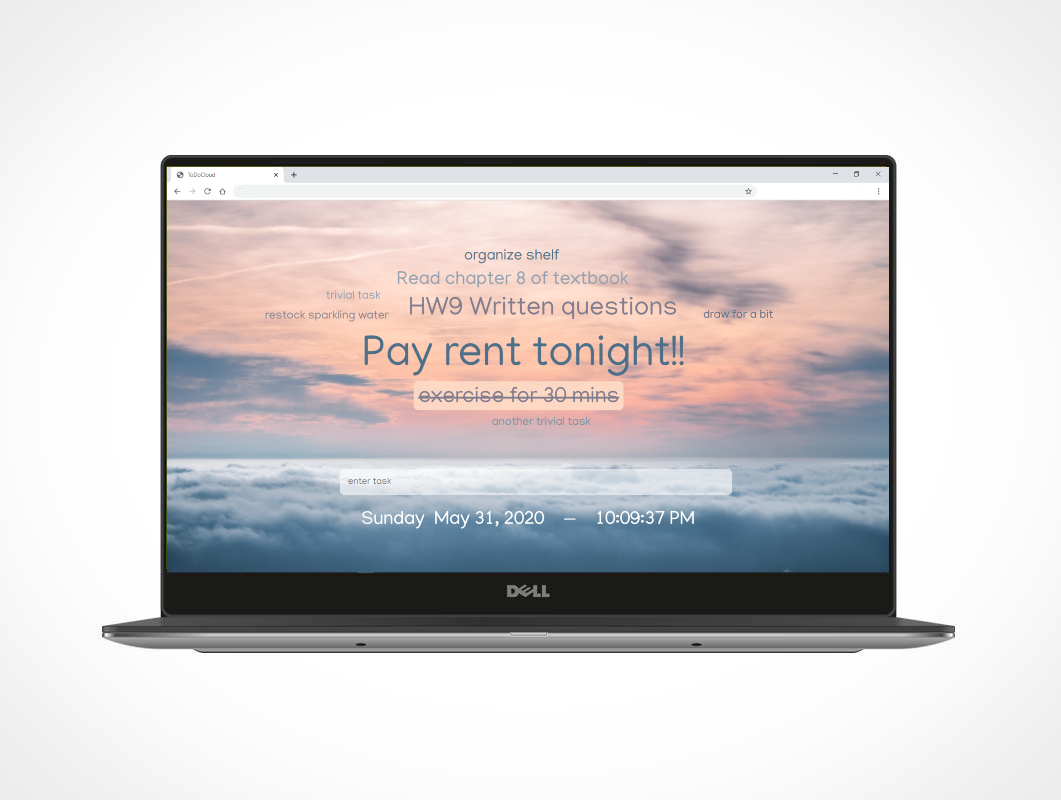 ToDoCloud
organize shelf
Read chapter 8 of textbook
trivial task
HW9 Written questions
restock sparkling water
draw for a bit
Pay rent tonight!!
exercise for 30 mins
another trivial task
enter task
Sunday May 31, 2020 — 10:09:37 PM
DELL